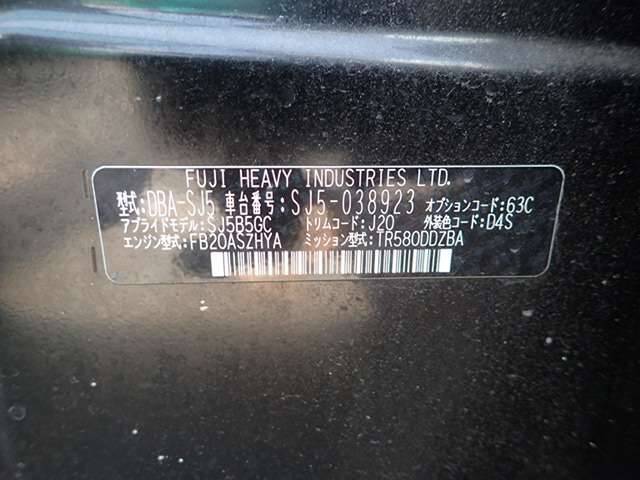 FUJI HEAVY INDUSTRIES LTD.
型式:DBA-SJ5 車台番号:SJ5-038923 オプションコード:63C
アプライドモデル:SJ5B5GC トリムコード:J20 外装色コード:D4S
エンジン型式:FB20ASZHYA ミッション型式:TR580DDZBA